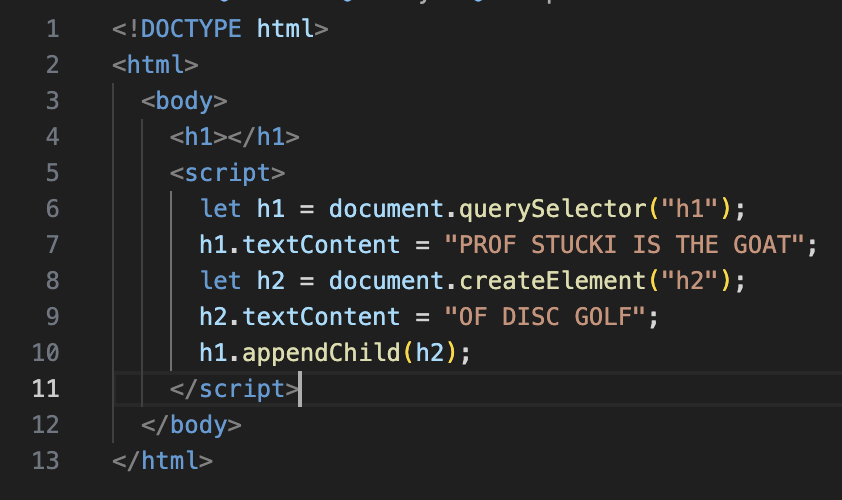 1 <!DOCTYPE html>
2 <html>
3 <body>
4 <h1></h1>
5 <script>
6 let h1 = document.querySelector("h1");
7 h1.textContent = "PROF STUCKI IS THE GOAT";
8 let h2 = document.createElement("h2");
9 h2.textContent = "OF DISC GOLF";
10 h1.appendChild(h2);
11 </script>
12 </body>
13 </html>